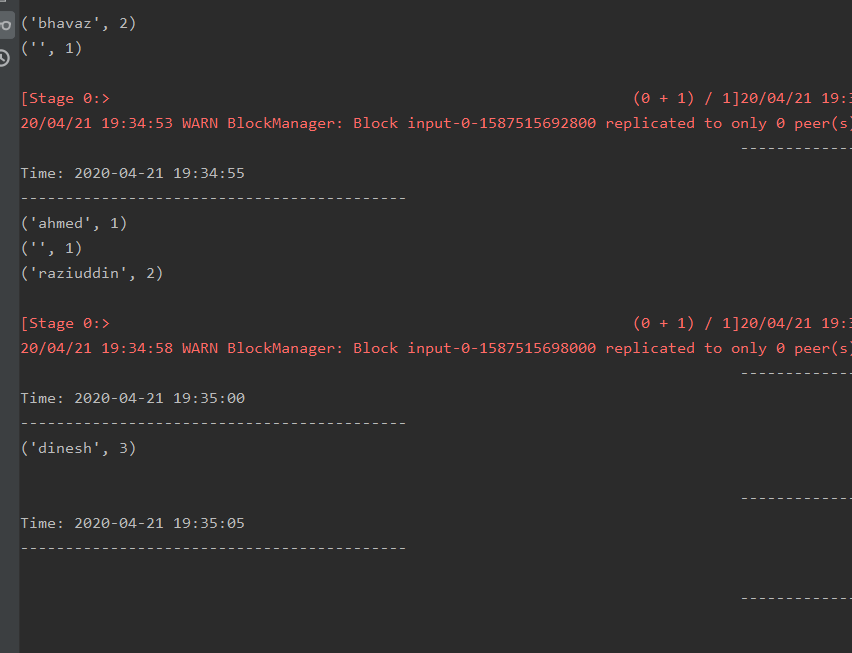 ('bhavaz', 2)
('', 1)
[Stage 0:> (0 + 1) / 1]20/04/21 19:3
20/04/21 19:34:53 WARN BlockManager: Block input-0-1587515692800 replicated to only 0 peer(s)
-------------
Time: 2020-04-21 19:34:55
-------------------------------------------
('ahmed', 1)
('', 1)
('raziuddin', 2)
[Stage 0:> (0 + 1) / 1]20/04/21 19:3
20/04/21 19:34:58 WARN BlockManager: Block input-0-1587515698000 replicated to only 0 peer(s)
-------------
Time: 2020-04-21 19:35:00
-------------------------------------------
('dinesh', 3)
-------------
Time: 2020-04-21 19:35:05
-------------------------------------------
-------------